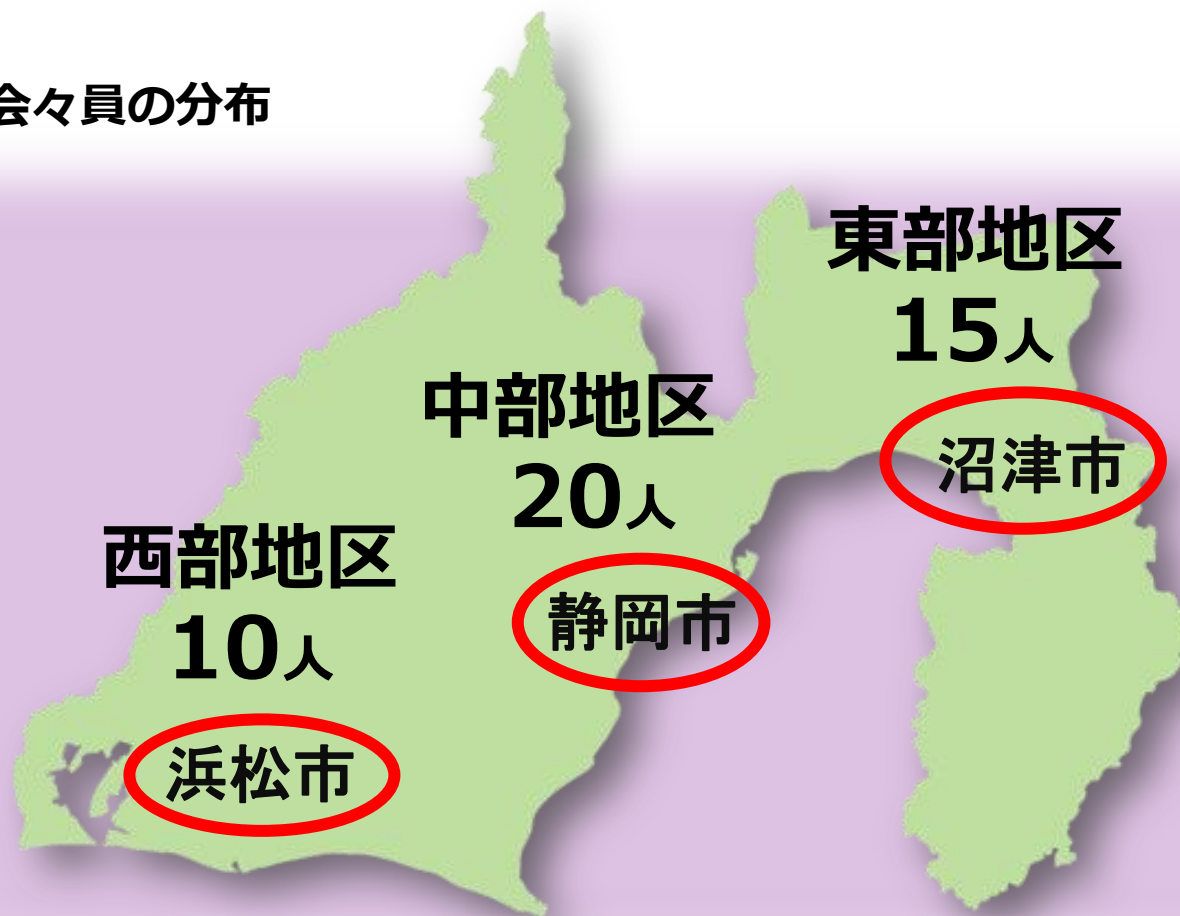 会々員の分布
東部地区
15人
沼津市
中部地区
20人
静岡市
西部地区
10人
浜松市